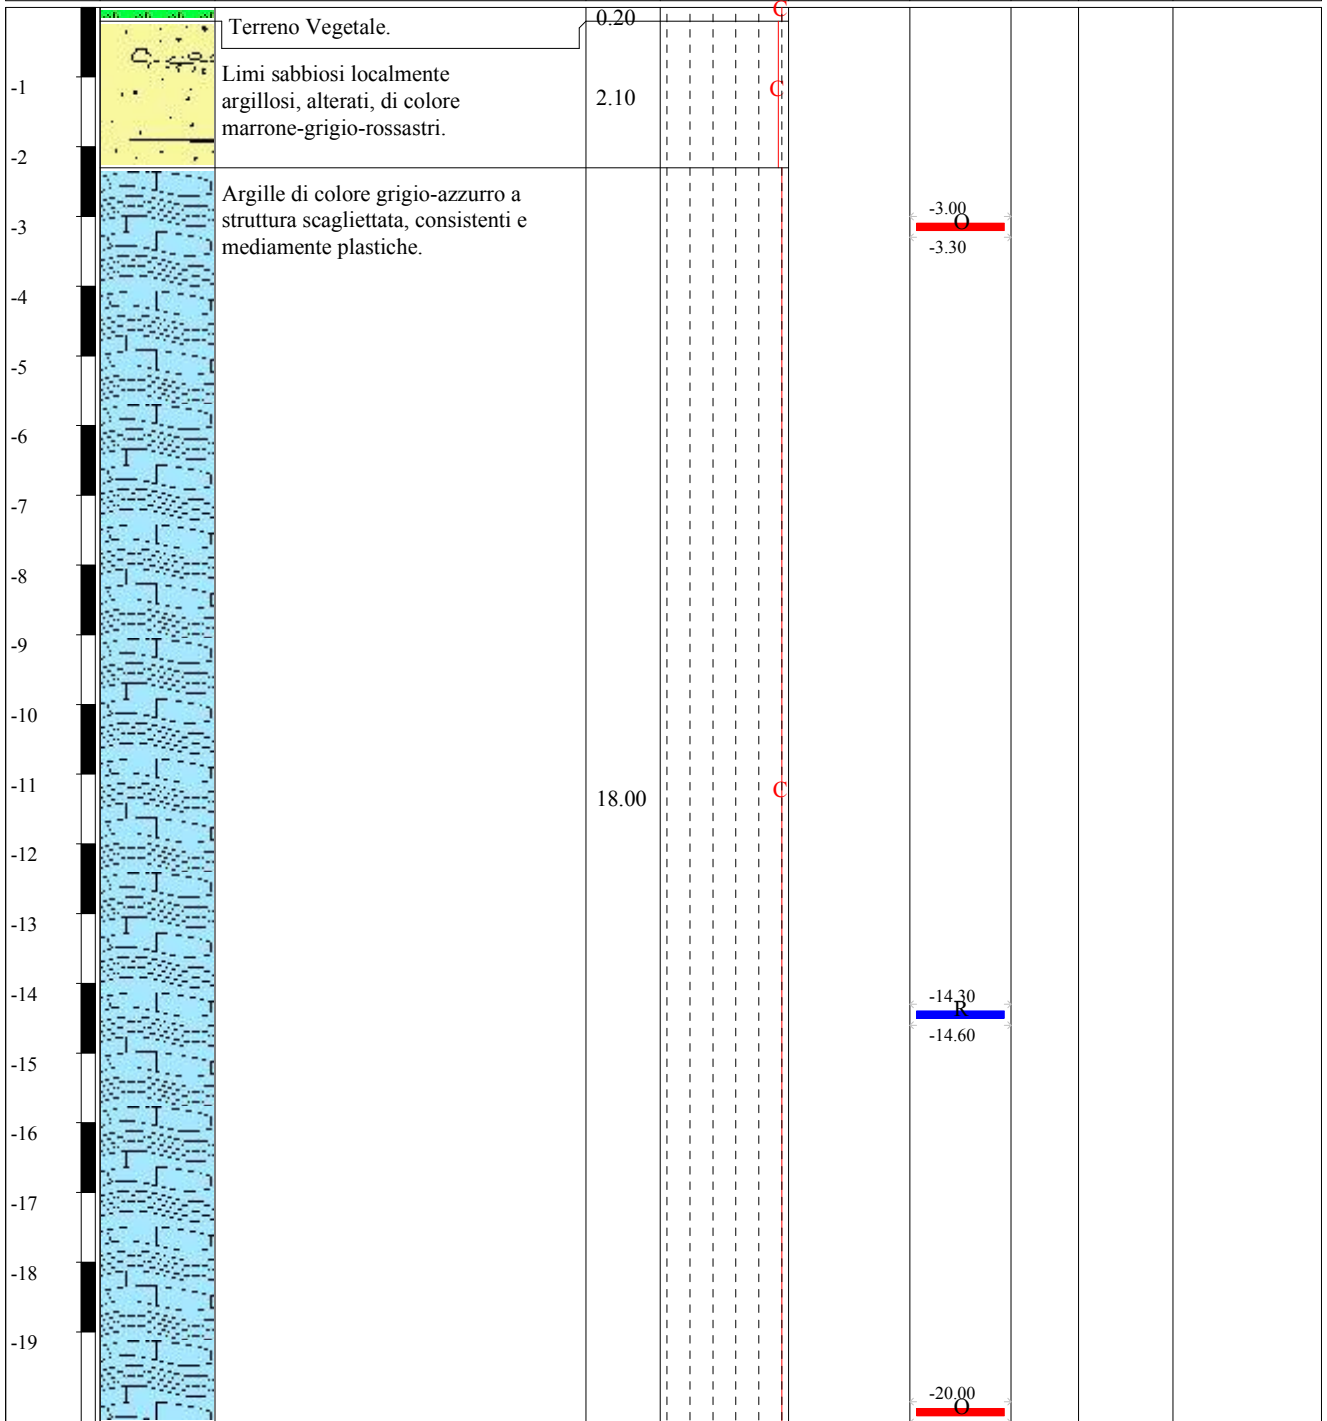 C
0.20
Terreno Vegetale.
Limi sabbiosi localmente
argillosi, alterati, di colore
marrone-grigio-rossastri.
2.10
C
-1
-2
Argille di colore grigio-azzurro a
struttura scagliettata, consistenti e
mediamente plastiche.
-3.00
O
-3.30
-3
-4
-5
-6
-7
-8
-9
-10
-11
18.00
C
-12
-13
-14
-14.30
R
-14.60
-15
-16
-17
-18
-19
-20.00
O